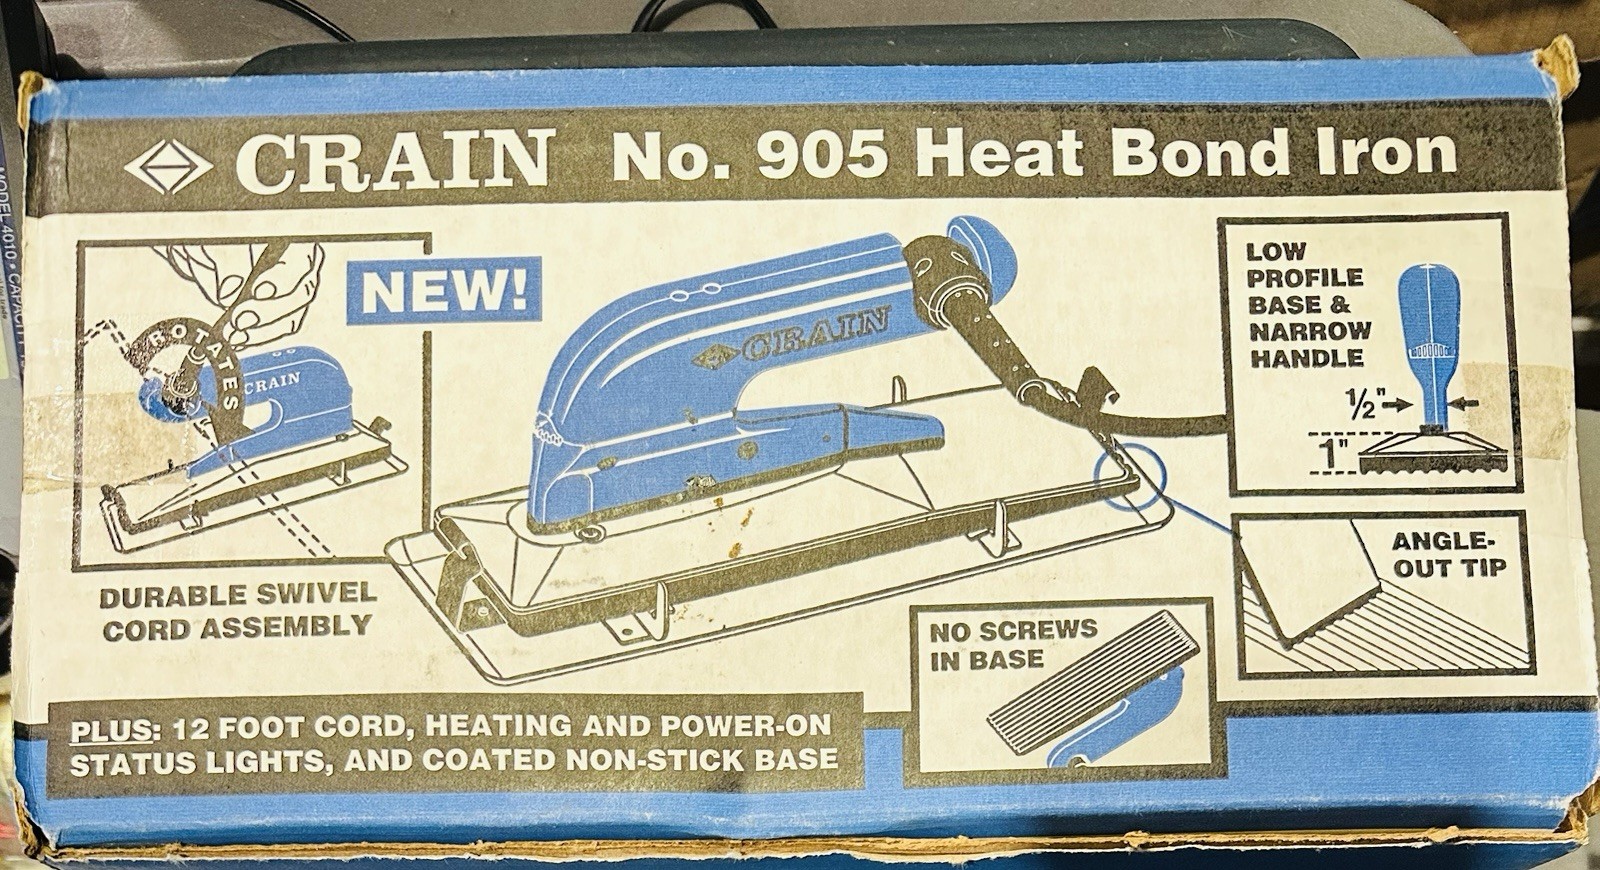 CRAIN No. 905 Heat Bond Iron
NEW!
ROTATES
CRAIN
CRAIN
DURABLE SWIVEL
CORD ASSEMBLY
LOW
PROFILE
BASE &
NARROW
HANDLE
1/2"
1"
ANGLE-
OUT TIP
NO SCREWS
IN BASE
PLUS: 12 FOOT CORD, HEATING AND POWER-ON
STATUS LIGHTS, AND COATED NON-STICK BASE
MODEL 4010 •